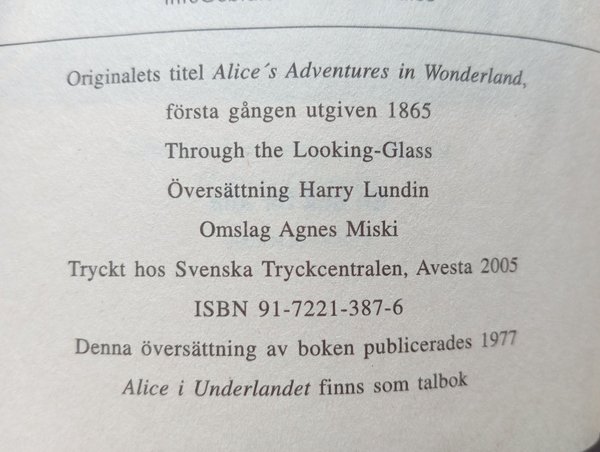 Originalets titel Alice´s Adventures in Wonderland,
första gången utgiven 1865
Through the Looking-Glass
Översättning Harry Lundin
Omslag Agnes Miski
Tryckt hos Svenska Tryckcentralen, Avesta 2005
ISBN 91-7221-387-6
Denna översättning av boken publicerades 1977
Alice i Underlandet finns som talbok